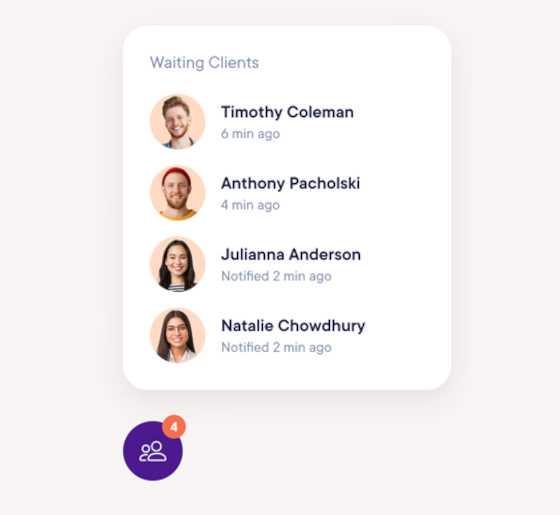 Waiting Clients
Timothy Coleman
6 min ago
Anthony Pacholski
4 min ago
Julianna Anderson
Notified 2 min ago
Natalie Chowdhury
Notified 2 min ago
4